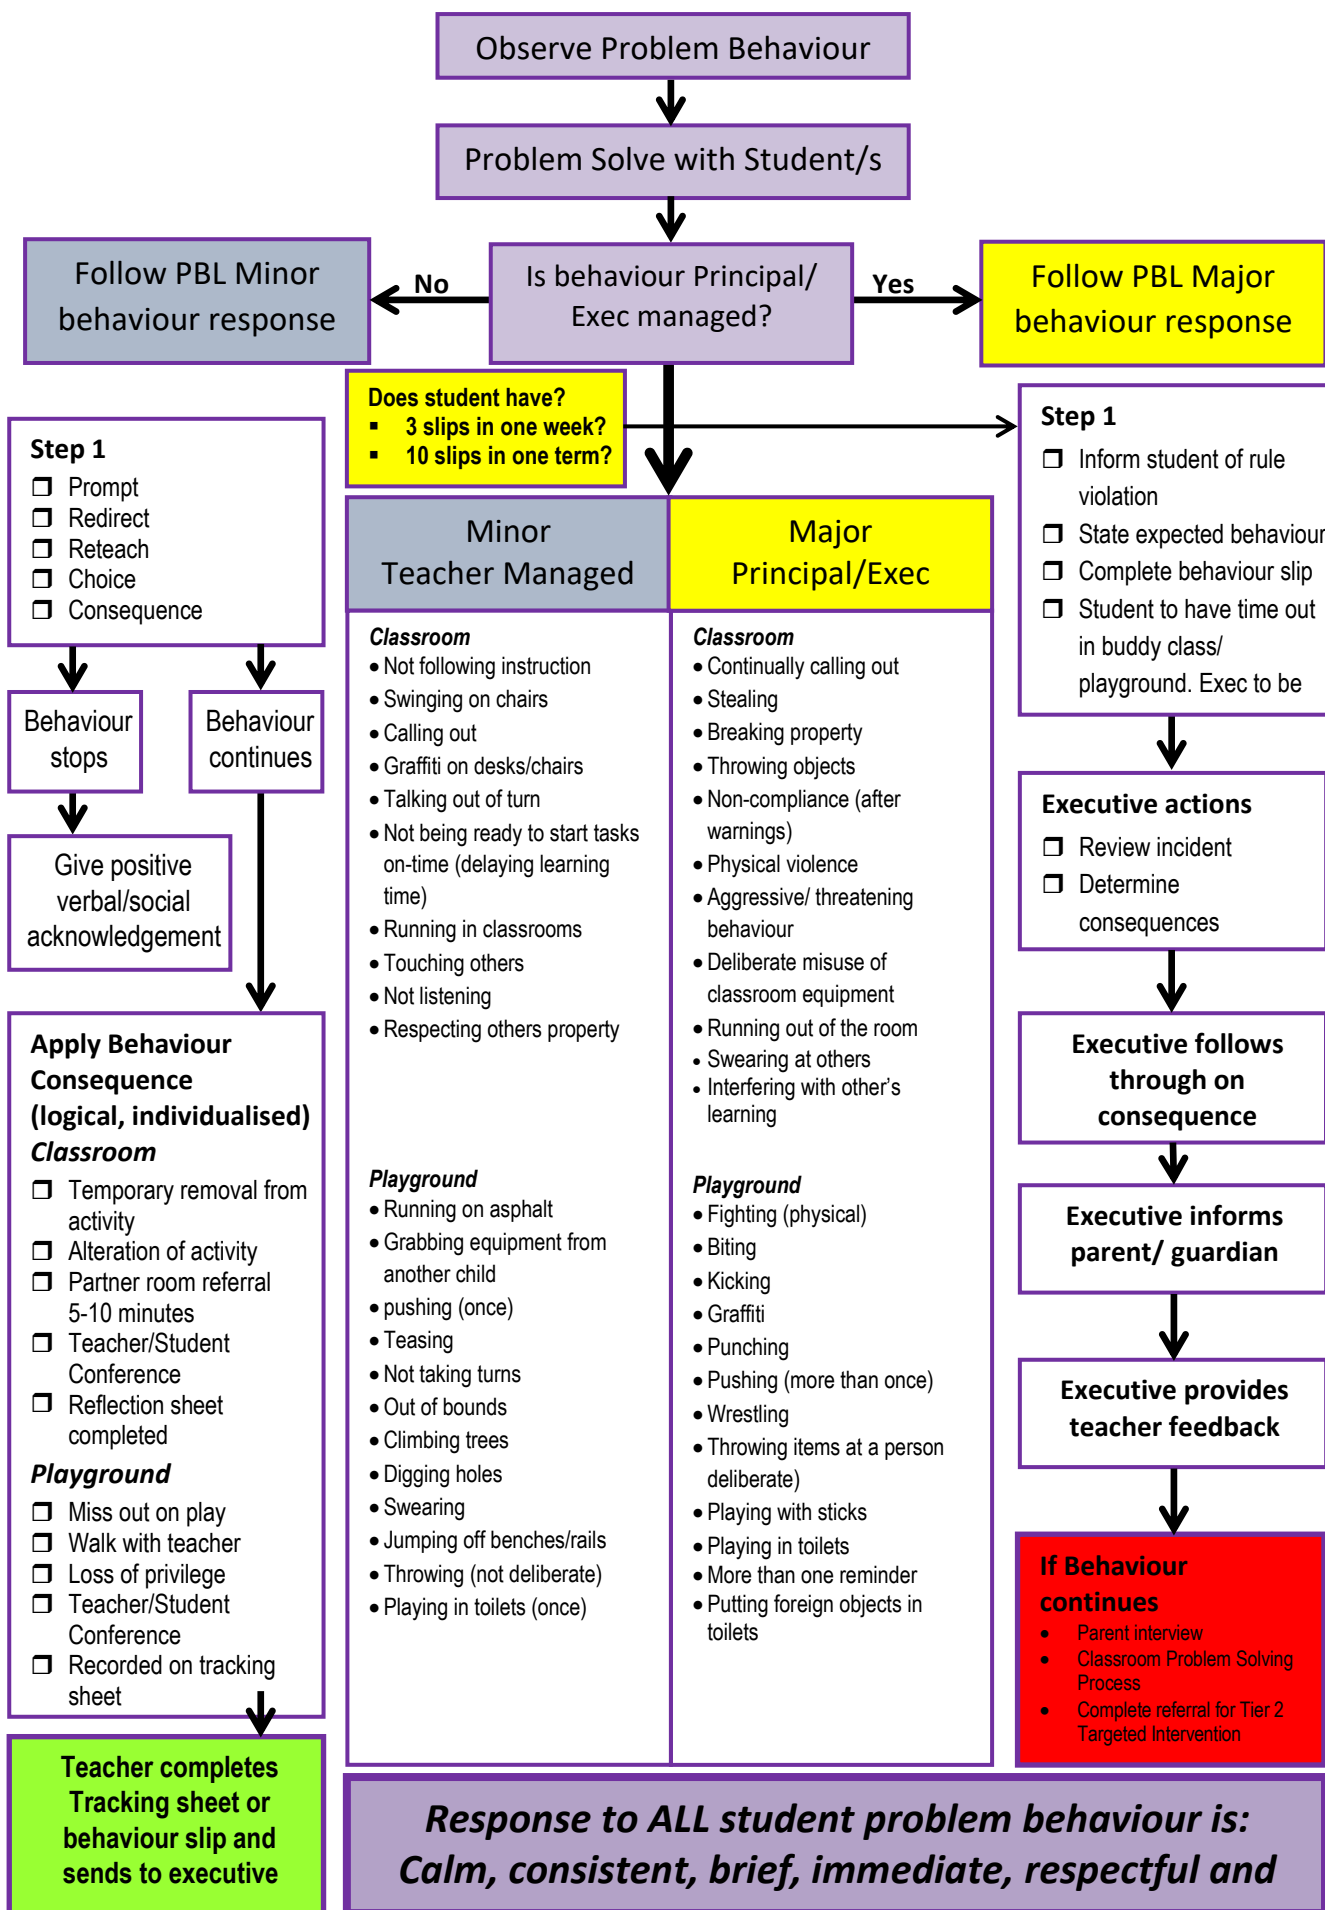 Observe Problem Behaviour
Problem Solve with Student/s
Follow PBL Minor
behaviour response
No
Is behaviour Principal/
Exec managed?
Yes
Follow PBL Major
behaviour response
Does student have?
▪ 3 slips in one week?
▪ 10 slips in one term?
Step 1
❒ Prompt
❒ Redirect
❒ Reteach
❒ Choice
❒ Consequence
Behaviour
stops
Behaviour
continues
Give positive
verbal/social
acknowledgement
Apply Behaviour
Consequence
(logical, individualised)
Classroom
❒ Temporary removal from
activity
❒ Alteration of activity
❒ Partner room referral
5-10 minutes
❒ Teacher/Student
Conference
❒ Reflection sheet
completed
Playground
❒ Miss out on play
❒ Walk with teacher
❒ Loss of privilege
❒ Teacher/Student
Conference
❒ Recorded on tracking
sheet
Teacher completes
Tracking sheet or
behaviour slip and
sends to executive
Minor
Teacher Managed
Classroom
• Not following instruction
• Swinging on chairs
• Calling out
• Graffiti on desks/chairs
• Talking out of turn
• Not being ready to start tasks
on-time (delaying learning
time)
• Running in classrooms
• Touching others
• Not listening
• Respecting others property
Playground
• Running on asphalt
• Grabbing equipment from
another child
• pushing (once)
• Teasing
• Not taking turns
• Out of bounds
• Climbing trees
• Digging holes
• Swearing
• Jumping off benches/rails
• Throwing (not deliberate)
• Playing in toilets (once)
Major
Principal/Exec
Classroom
• Continually calling out
• Stealing
• Breaking property
• Throwing objects
• Non-compliance (after
warnings)
• Physical violence
• Aggressive/ threatening
behaviour
• Deliberate misuse of
classroom equipment
• Running out of the room
• Swearing at others
• Interfering with other's
learning
Playground
• Fighting (physical)
• Biting
• Kicking
• Graffiti
• Punching
• Pushing (more than once)
• Wrestling
• Throwing items at a person
deliberate)
• Playing with sticks
• Playing in toilets
• More than one reminder
• Putting foreign objects in
toilets
Step 1
❒ Inform student of rule
violation
❒ State expected behaviour
❒ Complete behaviour slip
❒ Student to have time out
in buddy class/
playground. Exec to be
Executive actions
❒ Review incident
❒ Determine
consequences
Executive follows
through on
consequence
Executive informs
parent/ guardian
Executive provides
teacher feedback
If Behaviour
continues
• Parent interview
• Classroom Problem Solving
Process
• Complete referral for Tier 2
Targeted Intervention
Response to ALL student problem behaviour is:
Calm, consistent, brief, immediate, respectful and